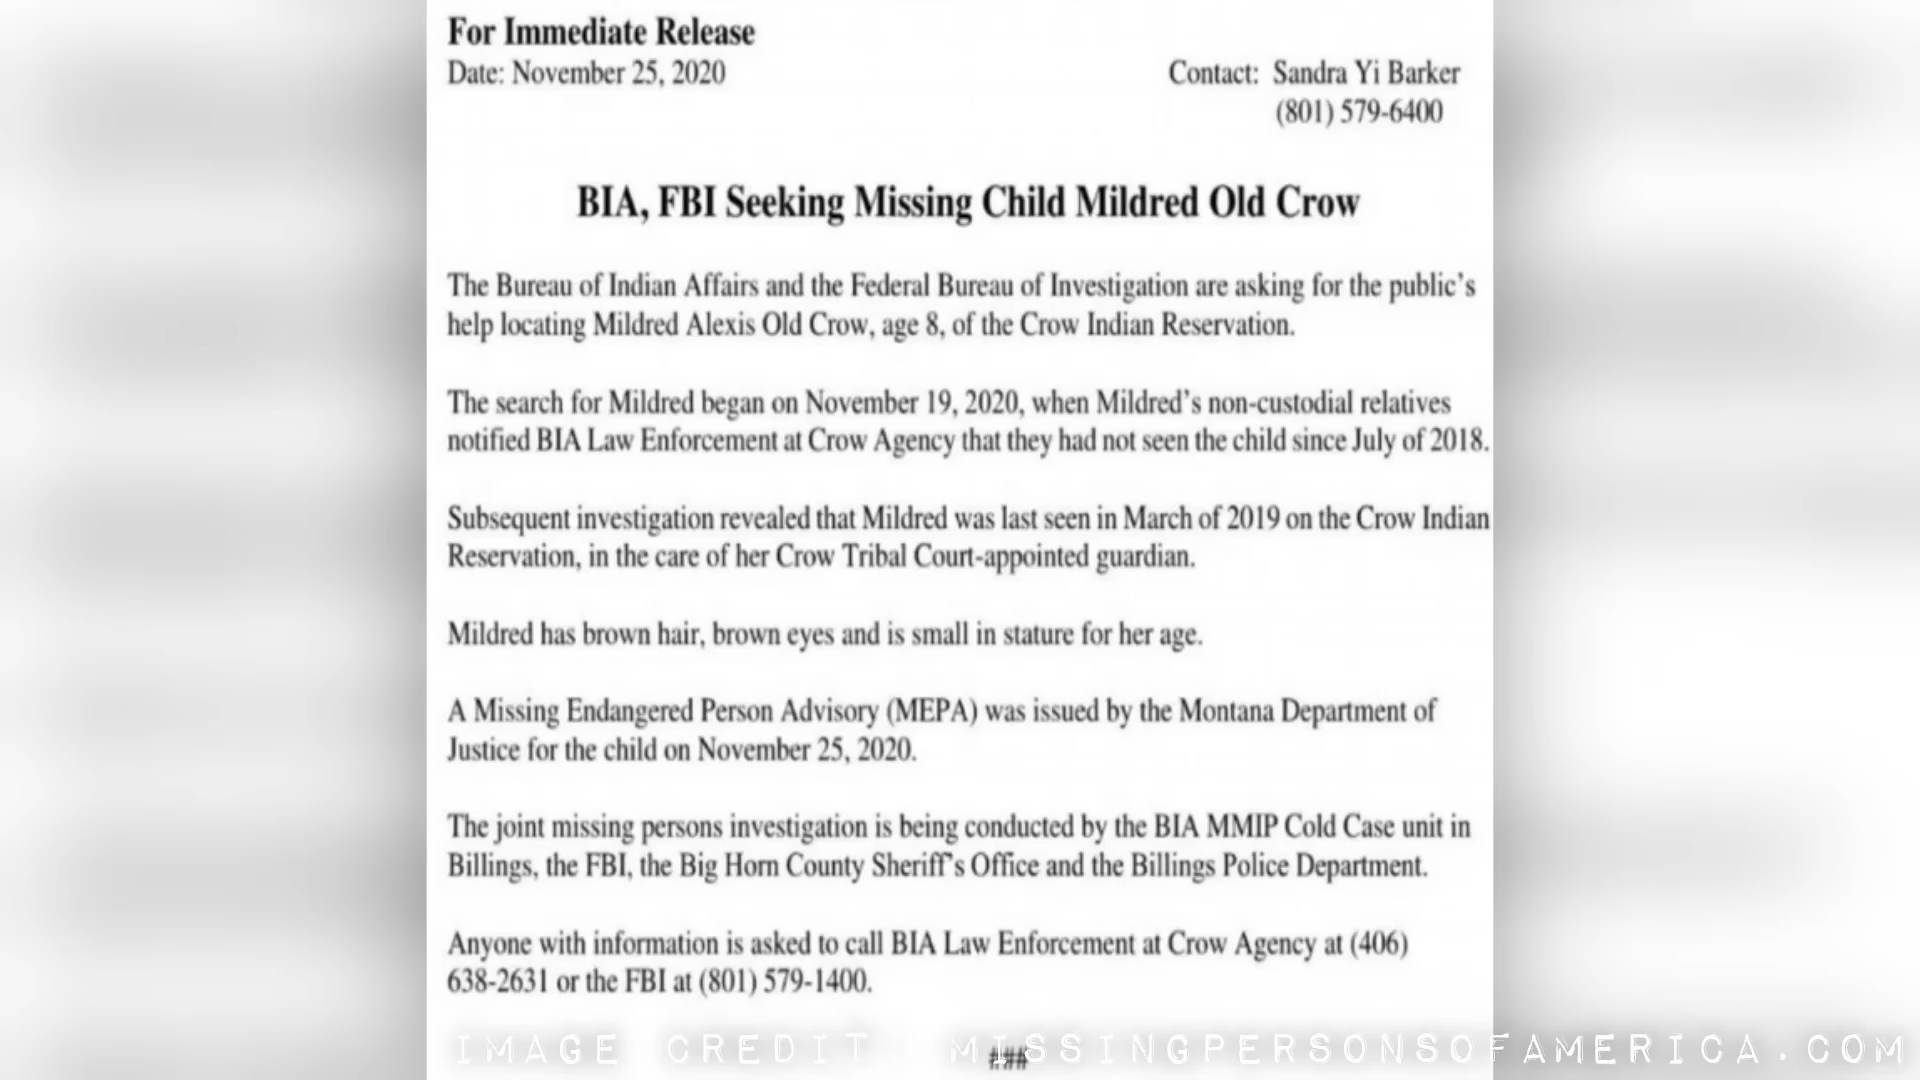 For Immediate Release
Date: November 25, 2020
Contact: Sandra Yi Barker
(801) 579-6400
BIA, FBI Seeking Missing Child Mildred Old Crow
The Bureau of Indian Affairs and the Federal Bureau of Investigation are asking for the public's
help locating Mildred Alexis Old Crow, age 8, of the Crow Indian Reservation.
The search for Mildred began on November 19, 2020, when Mildred's non-custodial relatives
notified BIA Law Enforcement at Crow Agency that they had not seen the child since July of 2018.
Subsequent investigation revealed that Mildred was last seen in March of 2019 on the Crow Indian
Reservation, in the care of her Crow Tribal Court-appointed guardian.
Mildred has brown hair, brown eyes and is small in stature for her age.
A Missing Endangered Person Advisory (MEPA) was issued by the Montana Department of
Justice for the child on November 25, 2020.
The joint missing persons investigation is being conducted by the BIA MMIP Cold Case unit in
Billings, the FBI, the Big Horn County Sheriff's Office and the Billings Police Department.
Anyone with information is asked to call BIA Law Enforcement at Crow Agency at (406)
638-2631 or the FBI at (801) 579-1400.
###
IMAGE CREDIT: MISSINGPERSONSOFAMERICA.COM